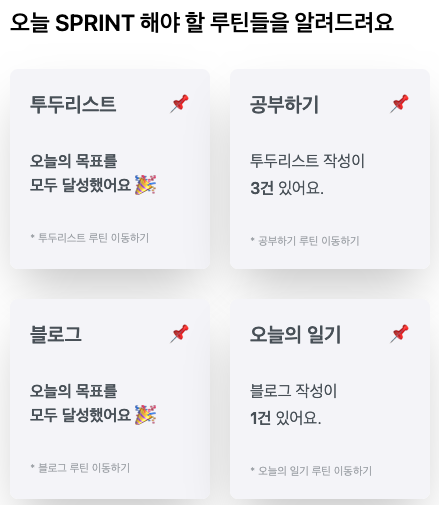 오늘 SPRINT 해야 할 루틴들을 알려드려요
투두리스트
오늘의 목표를
모두 달성했어요
* 투두리스트 루틴 이동하기
공부하기
투두리스트 작성이
3건 있어요.
* 공부하기 루틴 이동하기
블로그
오늘의 목표를
모두 달성했어요
* 블로그 루틴 이동하기
오늘의 일기
블로그 작성이
1건 있어요.
* 오늘의 일기 루틴 이동하기